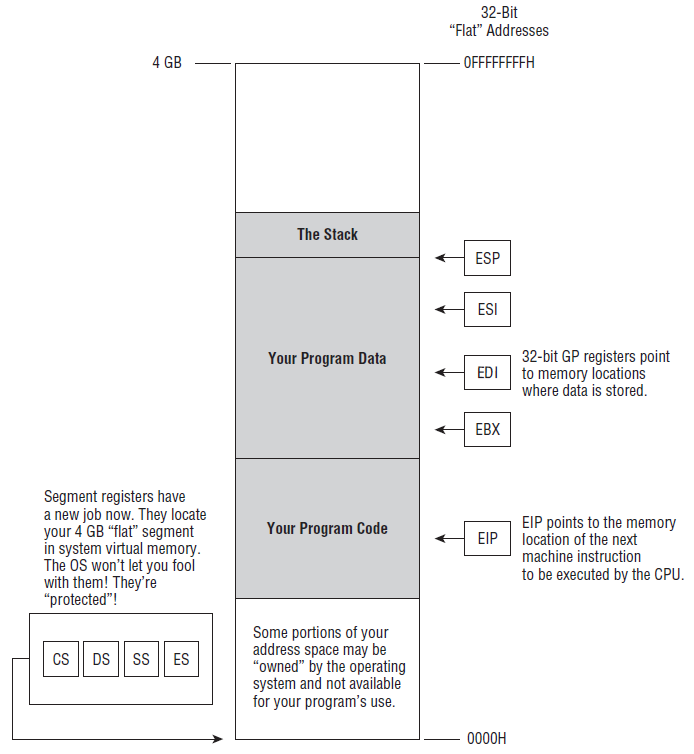 32-Bit
“Flat” Addresses
4 GB
0FFFFFFFFH
The Stack
ESP
ESI
Your Program Data
EDI
32-bit GP registers point
to memory locations
where data is stored.
EBX
Segment registers have
a new job now. They locate
your 4 GB “flat” segment
in system virtual memory.
The OS won’t let you fool
with them! They’re
“protected”!
Your Program Code
EIP
EIP points to the memory
location of the next
machine instruction
to be executed by the CPU.
CS DS SS ES
Some portions of your
address space may be
“owned” by the operating
system and not available
for your program’s use.
0000H